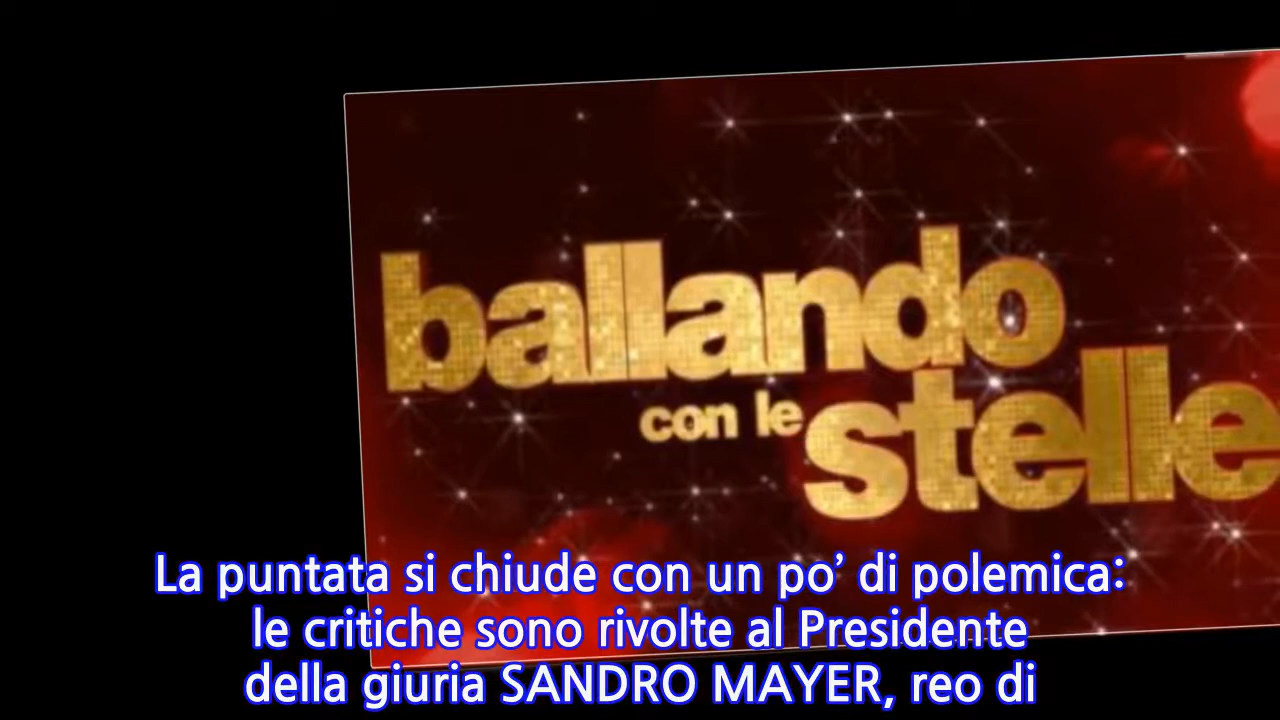 ballando
con le stelle
La puntata si chiude con un po’ di polemica:
le critiche sono rivolte al Presidente
della giuria SANDRO MAYER, reo di